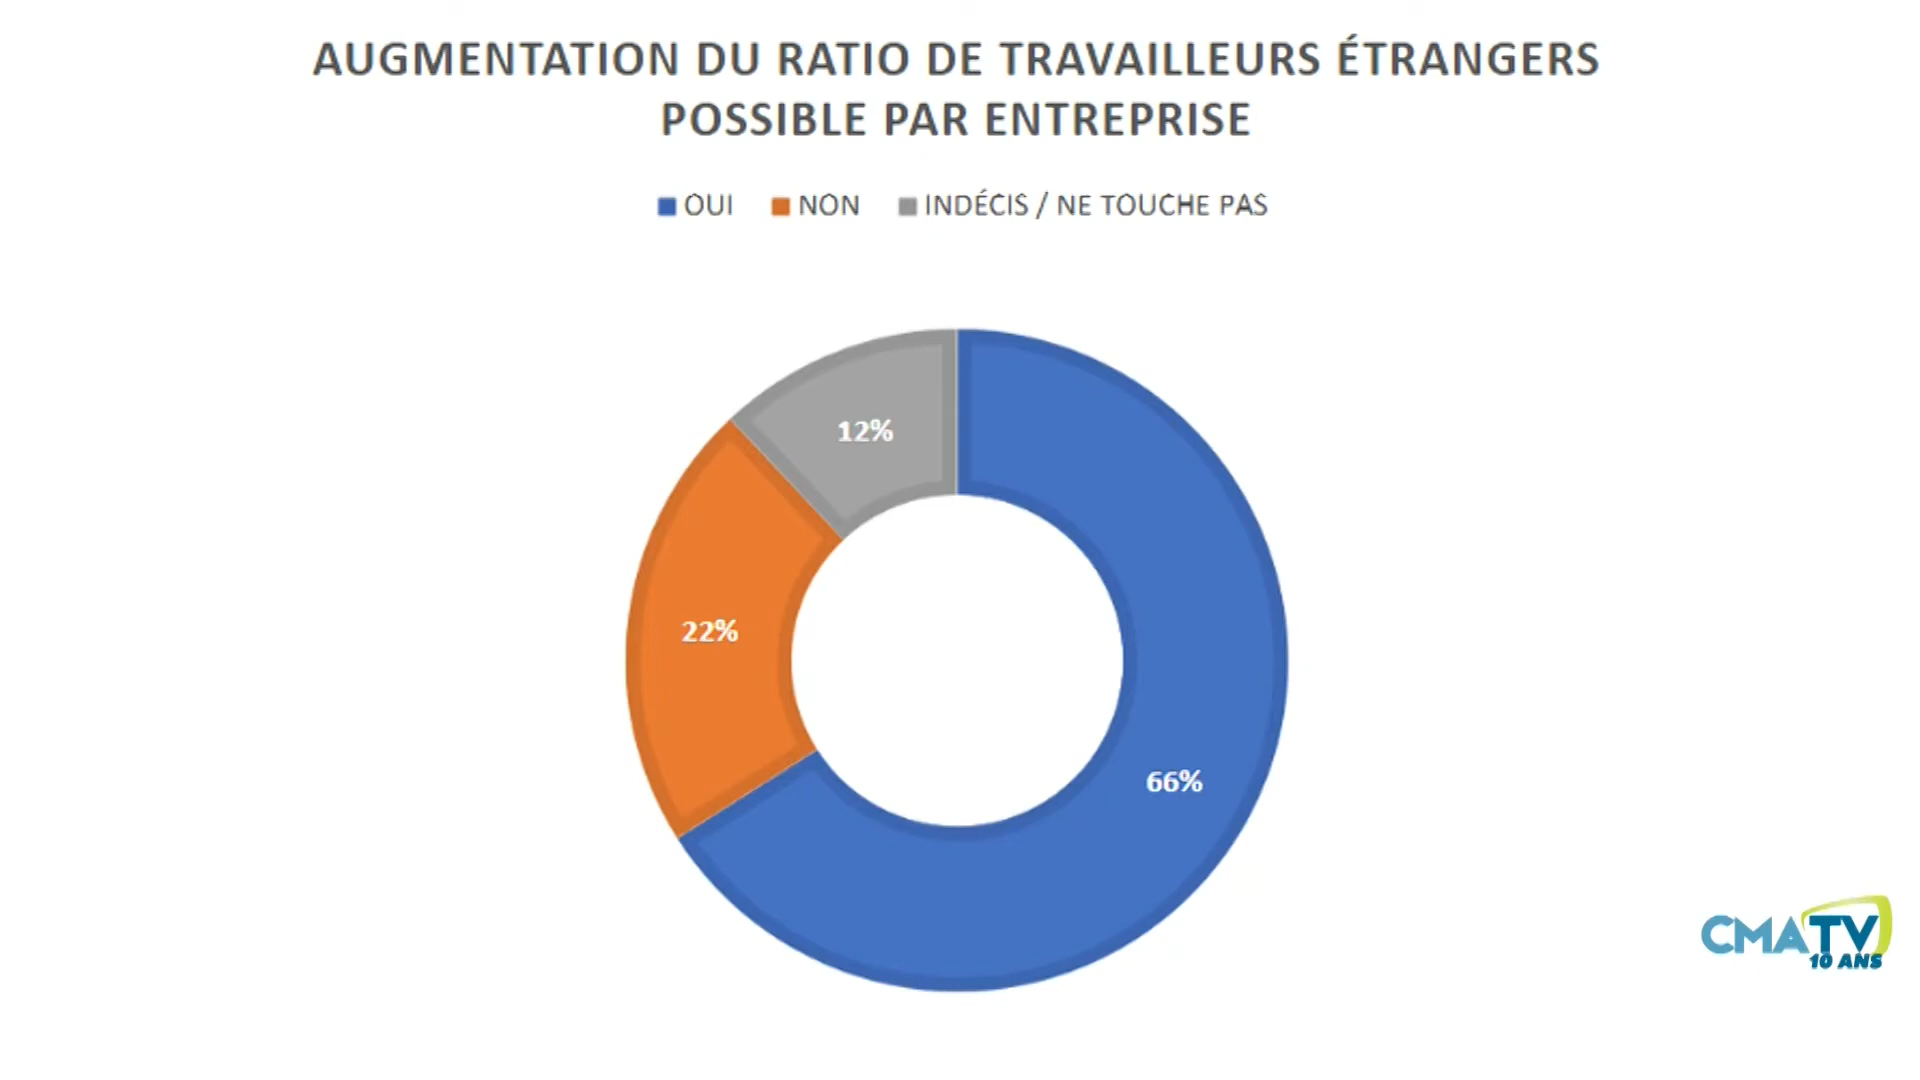 AUGMENTATION DU RATIO DE TRAVAILLEURS ÉTRANGERS
POSSIBLE PAR ENTREPRISE
OUI NON INDÉCIS / NE TOUCHE PAS
12%
22%
66%
CMATV
10 ANS